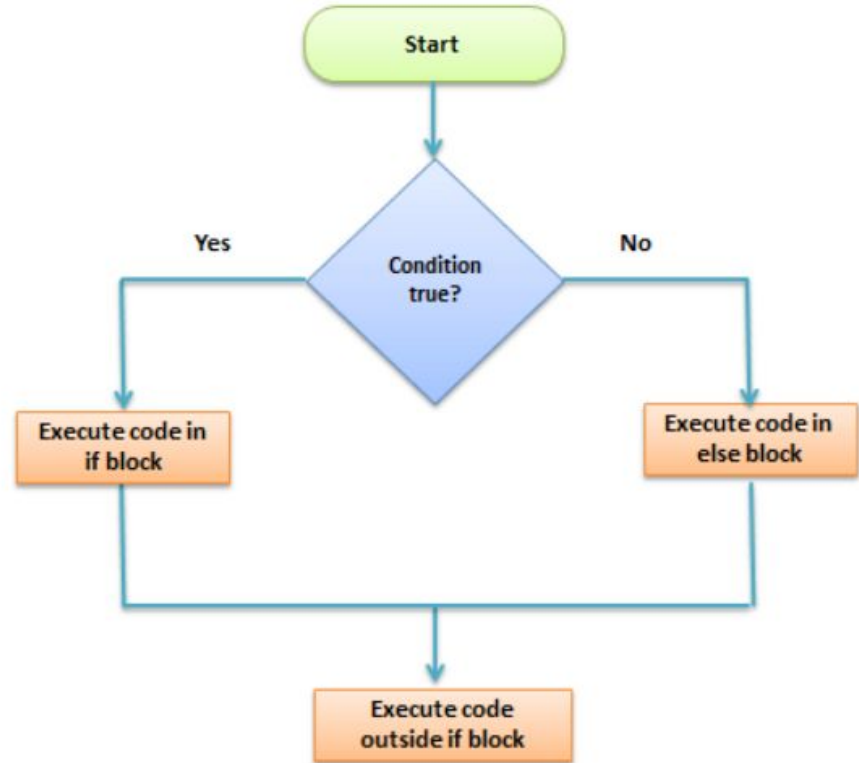 Start
Yes
No
Condition
true?
Execute code in
if block
Execute code in
else block
Execute code
outside if block